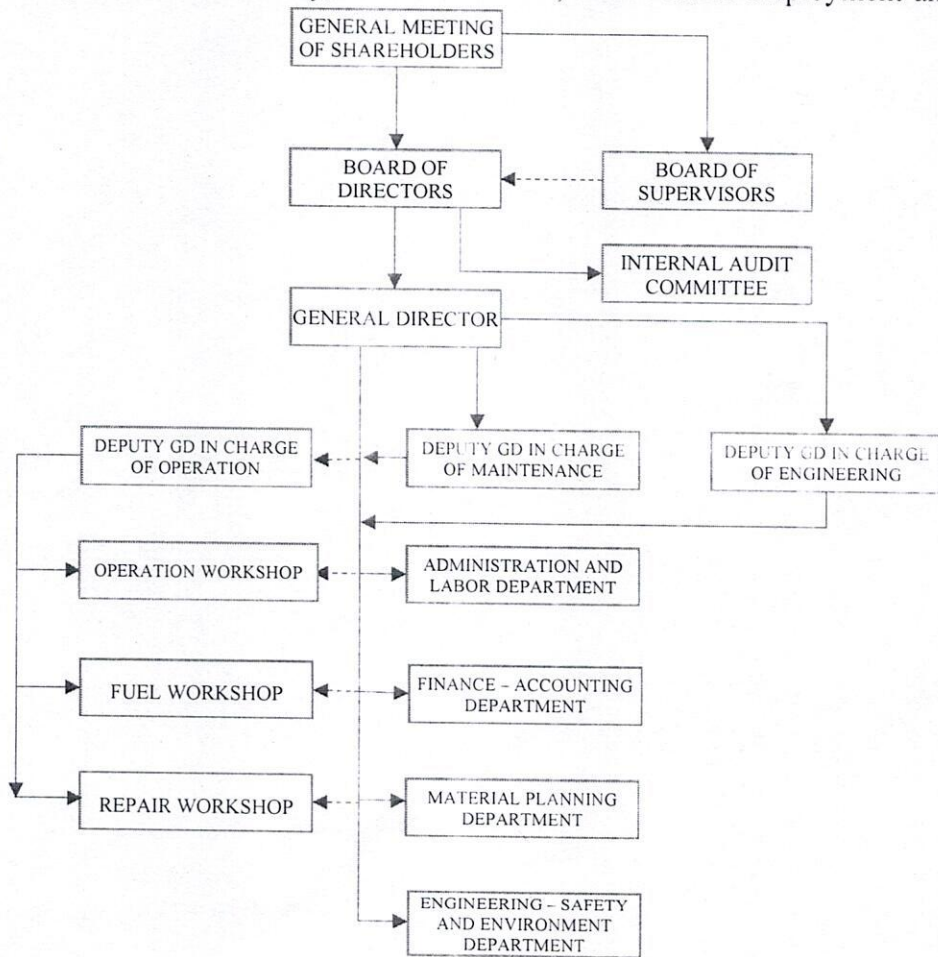 GENERAL MEETING
OF SHAREHOLDERS
BOARD OF
DIRECTORS
BOARD OF
SUPERVISORS
INTERNAL AUDIT
COMMITTEE
GENERAL DIRECTOR
DEPUTY GD IN CHARGE
OF OPERATION
DEPUTY GD IN CHARGE
OF MAINTENANCE
DEPUTY GD IN CHARGE
OF ENGINEERING
OPERATION WORKSHOP
ADMINISTRATION AND
LABOR DEPARTMENT
FUEL WORKSHOP
FINANCE – ACCOUNTING
DEPARTMENT
REPAIR WORKSHOP
MATERIAL PLANNING
DEPARTMENT
ENGINEERING – SAFETY
AND ENVIRONMENT
DEPARTMENT